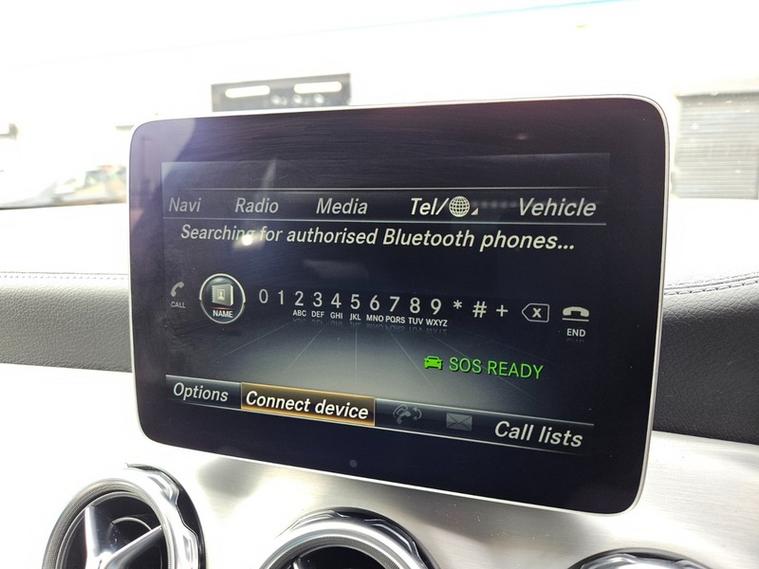 Navi Radio Media Tel/ Vehicle
Searching for authorised Bluetooth phones...
CALL NAME 0 1 2 3 4 5 6 7 8 9 * # + END
ABC DEF GHI JKL MNO PQRS TUV WXYZ
SOS READY
Options Connect device Call lists